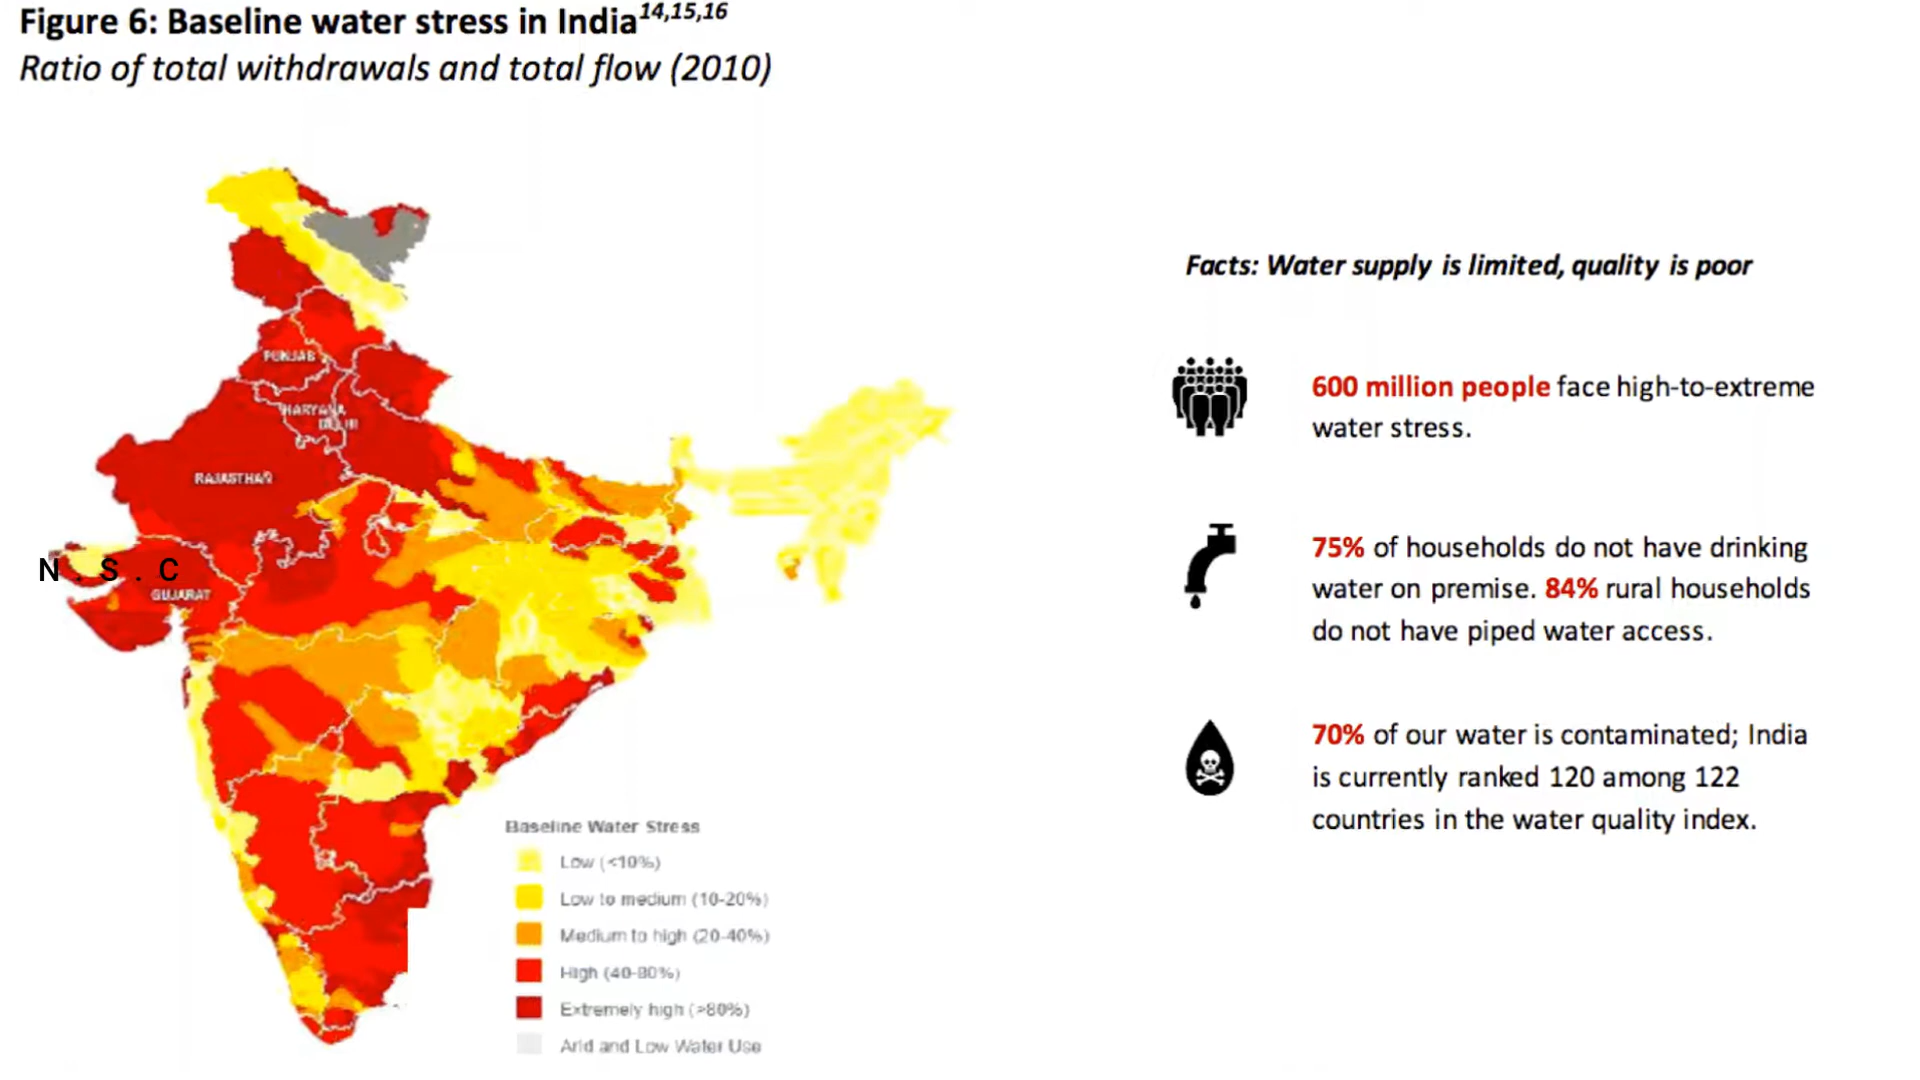 Figure 6: Baseline water stress in India14,15,16
Ratio of total withdrawals and total flow (2010)
PUNJAB
HARYANA
DELHI
RAJASTHAN
N . S . C
GUJARAT
Baseline Water Stress
Low (<10%)
Low to medium (10-20%)
Medium to high (20-40%)
High (40-80%)
Extremely high (>80%)
Arid and Low Water Use
Facts: Water supply is limited, quality is poor
600 million people face high-to-extreme
water stress.
75% of households do not have drinking
water on premise. 84% rural households
do not have piped water access.
70% of our water is contaminated; India
is currently ranked 120 among 122
countries in the water quality index.